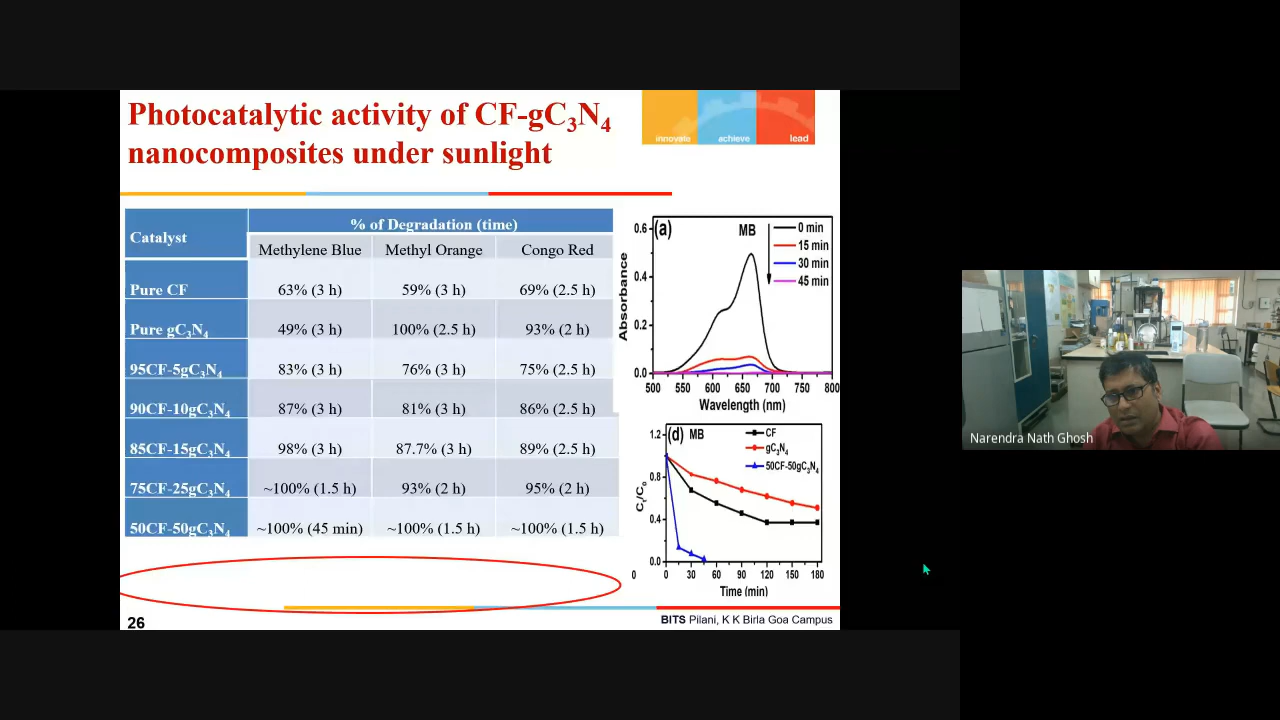 Photocatalytic activity of CF-gC₃N₄
nanocomposites under sunlight
innovate achieve lead
Catalyst
% of Degradation (time)
Methylene Blue Methyl Orange Congo Red
Pure CF 63% (3 h) 59% (3 h) 69% (2.5 h)
Pure gC₃N₄ 49% (3 h) 100% (2.5 h) 93% (2 h)
95CF-5gC₃N₄ 83% (3 h) 76% (3 h) 75% (2.5 h)
90CF-10gC₃N₄ 87% (3 h) 81% (3 h) 86% (2.5 h)
85CF-15gC₃N₄ 98% (3 h) 87.7% (3 h) 89% (2.5 h)
75CF-25gC₃N₄ ~100% (1.5 h) 93% (2 h) 95% (2 h)
50CF-50gC₃N₄ ~100% (45 min) ~100% (1.5 h) ~100% (1.5 h)
(a) MB
0 min
15 min
30 min
45 min
Absorbance
0.6
0.4
0.2
0.0
500 550 600 650 700 750 800
Wavelength (nm)
(d) MB
CF
gC₃N₄
50CF-50gC₃N₄
Cₜ/C₀
1.2
0.8
0.4
0.0
0 0 30 60 90 120 150 180
Time (min)
26
BITS Pilani, K K Birla Goa Campus
Narendra Nath Ghosh